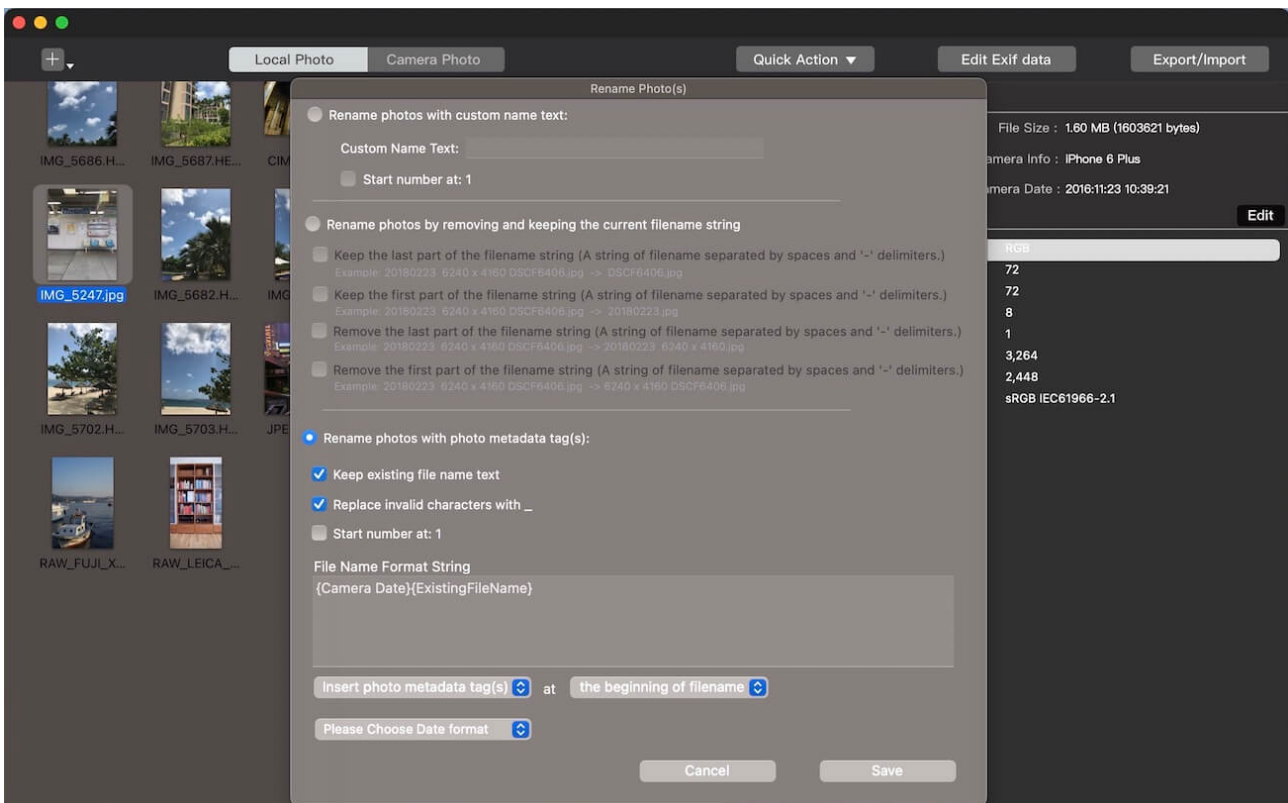 Local Photo
Camera Photo
Quick Action ▼
Edit Exif data
Export/Import
Rename Photo(s)
IMG_5686.H...
IMG_5687.HE...
CIM
IMG_5247.jpg
IMG_5682.H...
IMG
IMG_5702.H...
IMG_5703.H...
JPE
RAW_FUJI_X...
RAW_LEICA_...
Rename photos with custom name text:
Custom Name Text:
Start number at: 1
Rename photos by removing and keeping the current filename string
Keep the last part of the filename string (A string of filename separated by spaces and '-' delimiters.)
Example: 20180223 6240 x 4160 DSCF6406.jpg -> DSCF6406.jpg
Keep the first part of the filename string (A string of filename separated by spaces and '-' delimiters.)
Example: 20180223 6240 x 4160 DSCF6406.jpg -> 20180223.jpg
Remove the last part of the filename string (A string of filename separated by spaces and '-' delimiters.)
Example: 20180223 6240 x 4160 DSCF6406.jpg -> 20180223 6240 x 4160.jpg
Remove the first part of the filename string (A string of filename separated by spaces and '-' delimiters.)
Example: 20180223 6240 x 4160 DSCF6406.jpg -> 6240 x 4160 DSCF6406.jpg
Rename photos with photo metadata tag(s):
Keep existing file name text
Replace invalid characters with _
Start number at: 1
File Name Format String
{Camera Date}{ExistingFileName}
Insert photo metadata tag(s)
at
the beginning of filename
Please Choose Date format
Cancel
Save
File Size : 1.60 MB (1603621 bytes)
amera Info : iPhone 6 Plus
mera Date : 2016:11:23 10:39:21
Edit
RGB
72
72
8
1
3,264
2,448
sRGB IEC61966-2.1